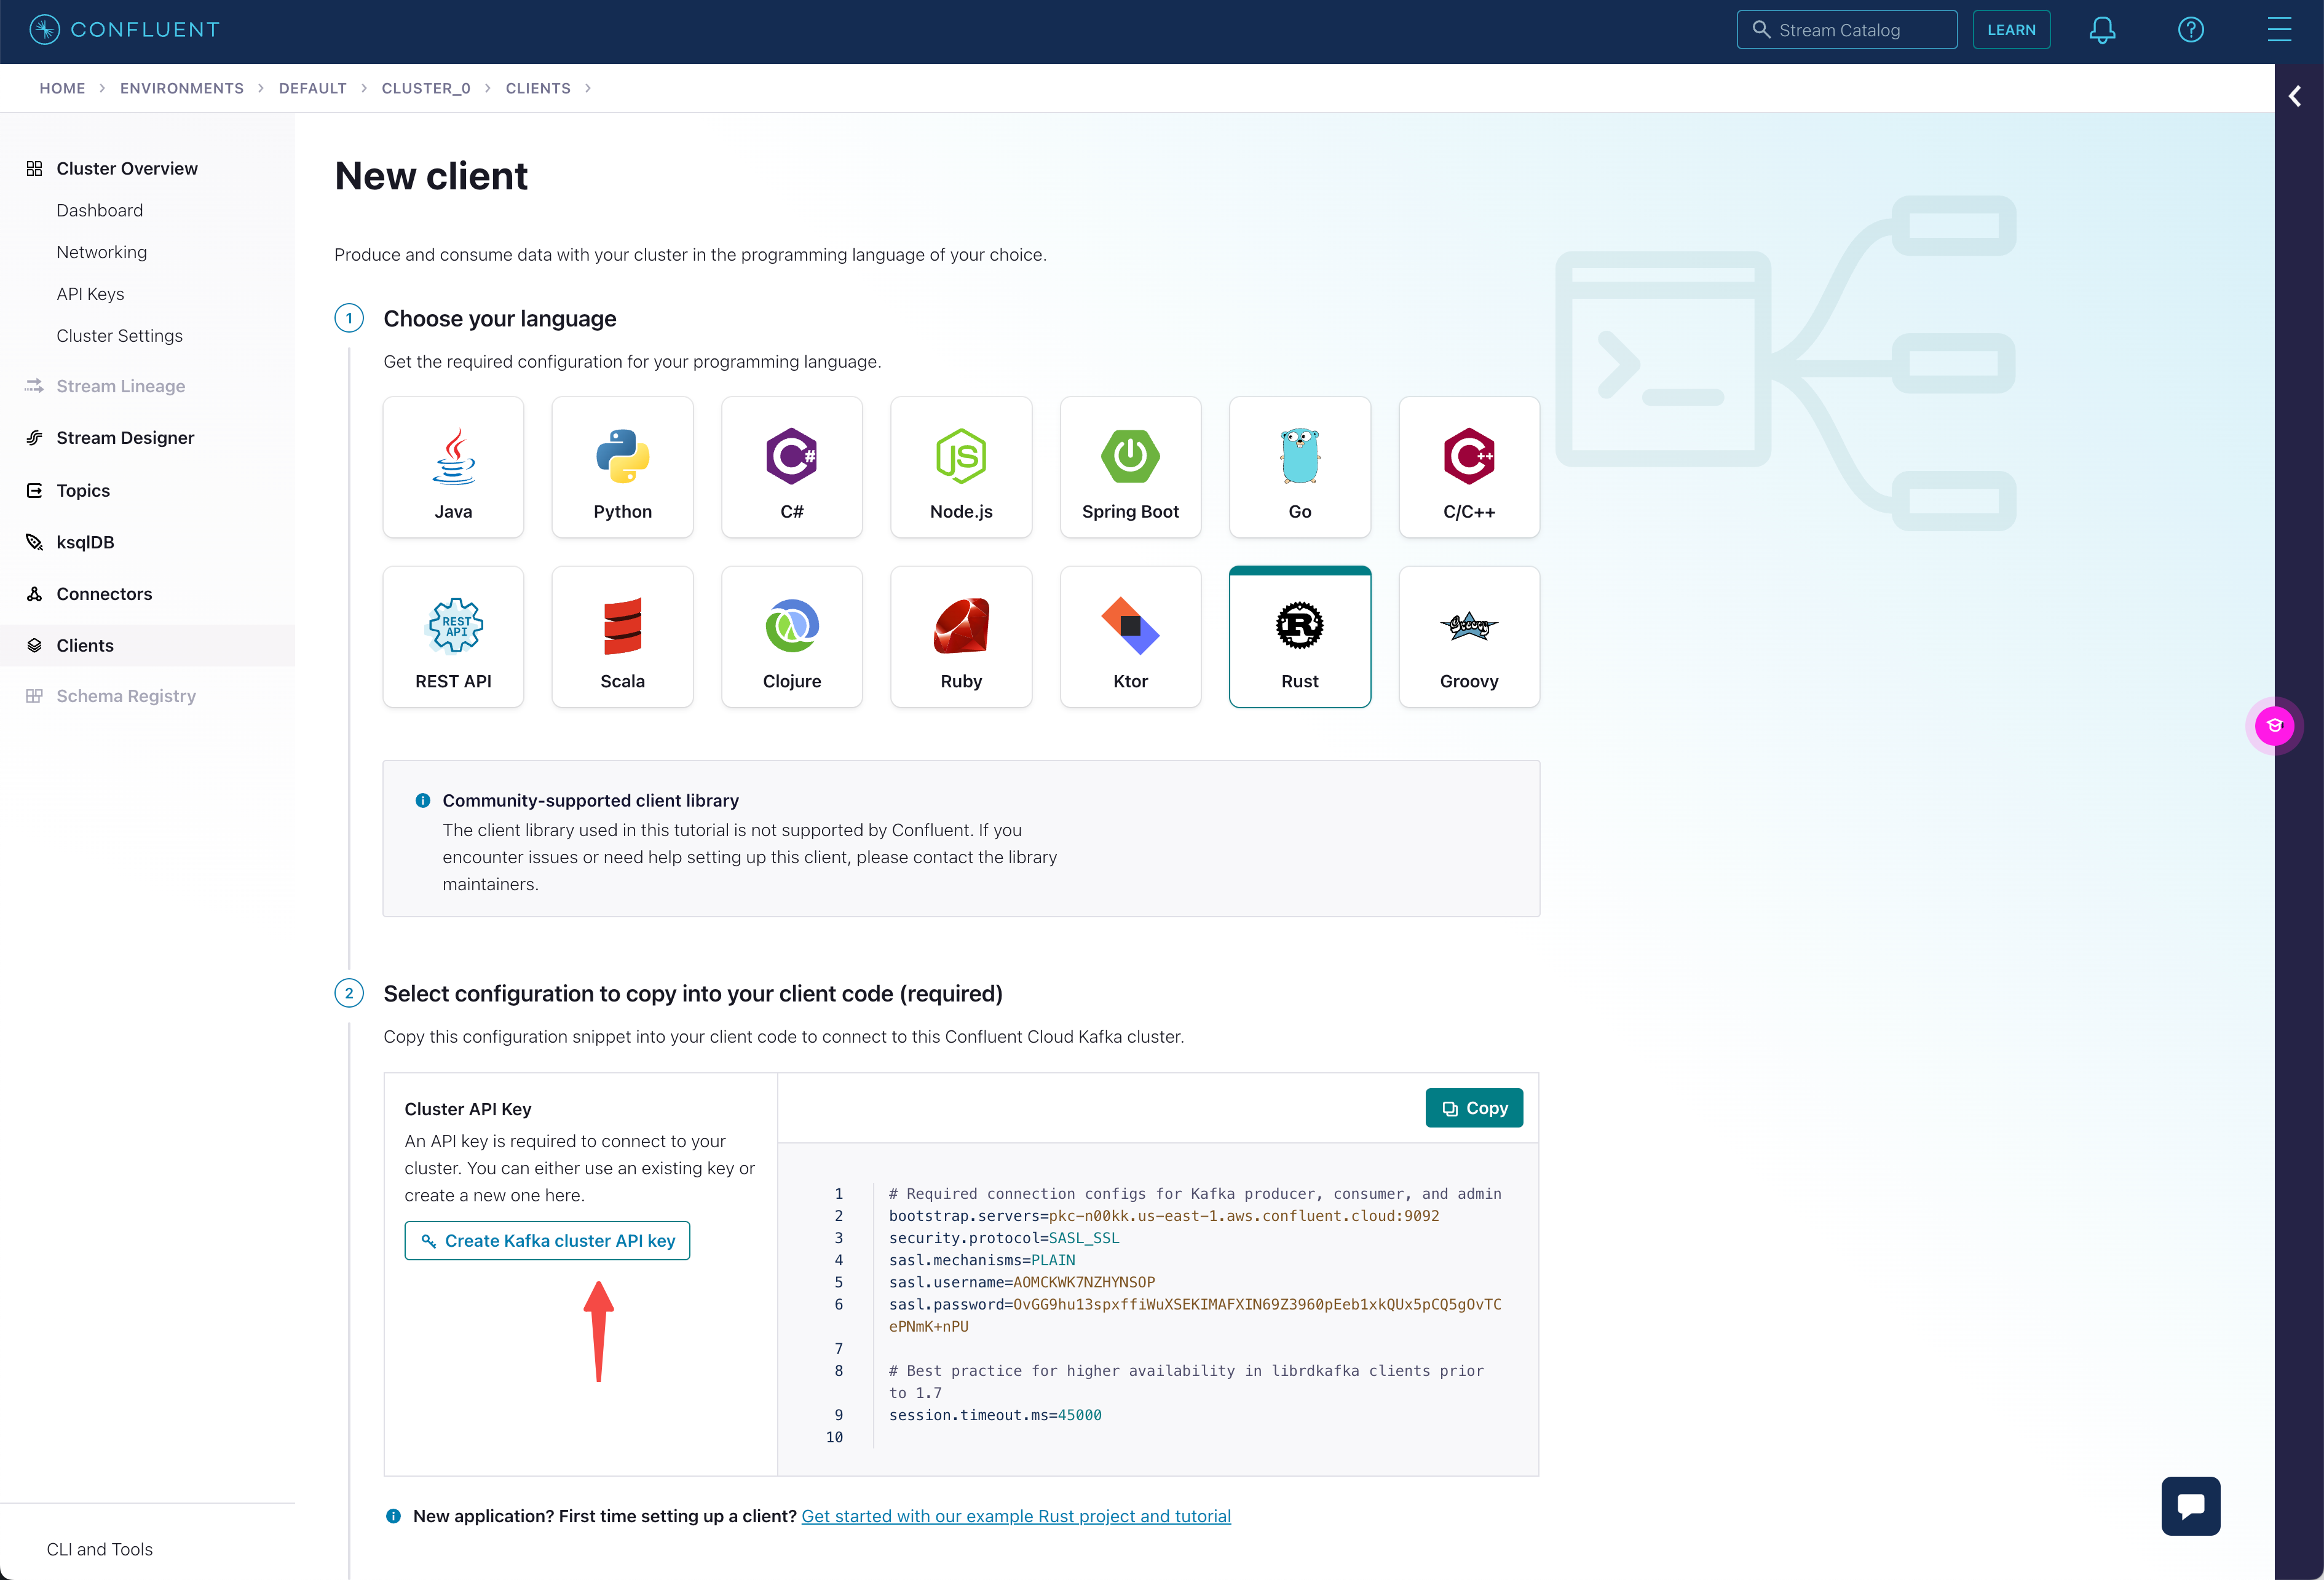 CONFLUENT
Stream Catalog
LEARN
HOME > ENVIRONMENTS > DEFAULT > CLUSTER_0 > CLIENTS >
Cluster Overview
Dashboard
Networking
API Keys
Cluster Settings
Stream Lineage
Stream Designer
Topics
ksqlDB
Connectors
Clients
Schema Registry
CLI and Tools
New client
Produce and consume data with your cluster in the programming language of your choice.
1 Choose your language
Get the required configuration for your programming language.
Java
Python
C#
Node.js
Spring Boot
Go
C/C++
REST API
REST API
Scala
Clojure
Ruby
Ktor
Rust
Groovy
Groovy
Community-supported client library
The client library used in this tutorial is not supported by Confluent. If you
encounter issues or need help setting up this client, please contact the library
maintainers.
2 Select configuration to copy into your client code (required)
Copy this configuration snippet into your client code to connect to this Confluent Cloud Kafka cluster.
Cluster API Key
An API key is required to connect to your
cluster. You can either use an existing key or
create a new one here.
Create Kafka cluster API key
Copy
1 # Required connection configs for Kafka producer, consumer, and admin
2 bootstrap.servers=pkc-n00kk.us-east-1.aws.confluent.cloud:9092
3 security.protocol=SASL_SSL
4 sasl.mechanisms=PLAIN
5 sasl.username=AOMCKWK7NZHYNSOP
6 sasl.password=OvGG9hu13spxffiWuXSEKIMAFXIN69Z3960pEeb1xkQUx5pCQ5gOvTC
ePNmK+nPU
7
8 # Best practice for higher availability in librdkafka clients prior
to 1.7
9 session.timeout.ms=45000
10
New application? First time setting up a client? Get started with our example Rust project and tutorial